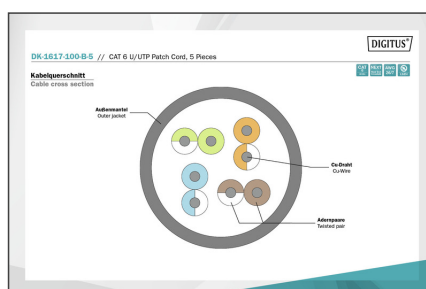 DIGITUS®
DK-1617-100-B-5 // CAT 6 U/UTP Patch Cord, 5 Pieces
Kabelquerschnitt
Cable cross section
Außenmantel
Outer jacket
Cu-Draht
Cu-Wire
Adernpaare
Twisted pair